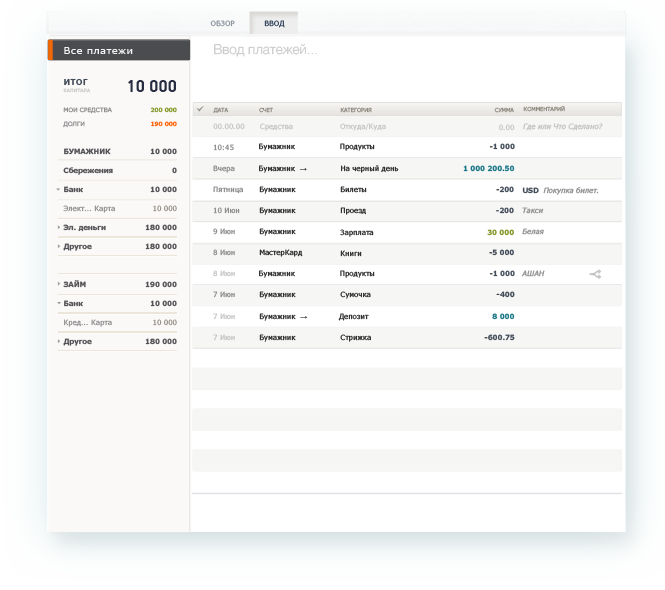 ОБЗОР ВВОД
Все платежи
Ввод платежей...
ИТОГ 10 000
КАПИТАЛА
МОИ СРЕДСТВА 200 000
ДОЛГИ 190 000
БУМАЖНИК 10 000
Сбережения 0
Банк 10 000
Элект... Карта 10 000
Эл. деньги 180 000
Другое 180 000
ЗАЙМ 190 000
Банк 10 000
Кред... Карта 10 000
Другое 180 000
ДАТА СЧЕТ КАТЕГОРИЯ СУММА КОММЕНТАРИЙ
00.00.00 Средства Откуда/Куда 0.00 Где или Что Сделано?
10:45 Бумажник Продукты -1 000
Вчера Бумажник → На черный день 1 000 200.50
Пятница Бумажник Билеты -200 USD Покупка билет.
10 Июн Бумажник Проезд -200 Такси
9 Июн Бумажник Зарплата 30 000 Белая
8 Июн МастерКард Книги -5 000
8 Июн Бумажник Продукты -1 000 АШАН
7 Июн Бумажник Сумочка -400
7 Июн Бумажник → Депозит 8 000
7 Июн Бумажник Стрижка -600.75